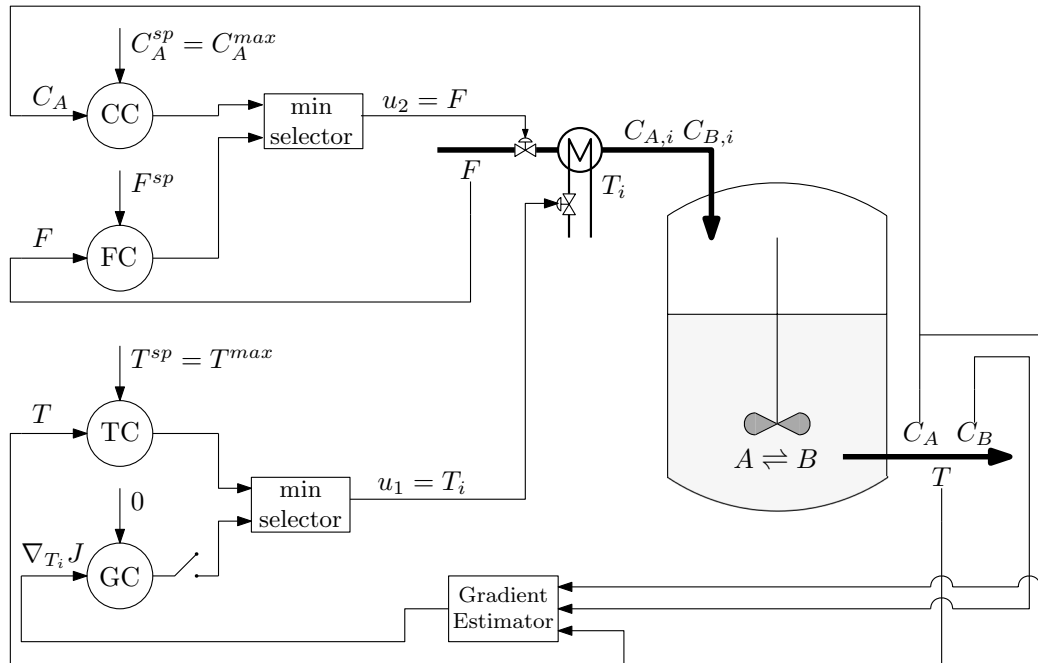 C_A^{sp} = C_A^{max}
C_A
CC
min
selector
u_2 = F
C_{A,i} C_{B,i}
F
T_i
F^{sp}
F
FC
T^{sp} = T^{max}
T
TC
C_A
C_B
A ⇌ B
T
min
selector
u_1 = T_i
0
∇_{T_i} J
GC
Gradient
Estimator